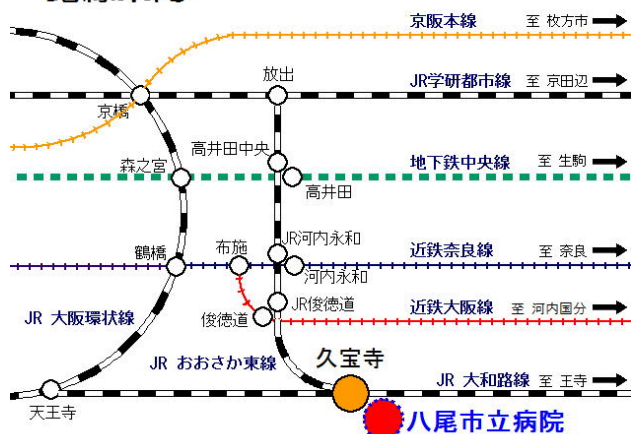 京阪本線 至 枚方市
放出
JR学研都市線 至 京田辺
京橋
高井田中央
森之宮
地下鉄中央線 至 生駒
高井田
鶴橋
布施
JR河内永和
近鉄奈良線 至 奈良
河内永和
JR俊徳道
近鉄大阪線 至 河内国分
俊徳道
JR 大阪環状線
JR おおさか東線
久宝寺
JR 大和路線 至 王寺
天王寺
八尾市立病院